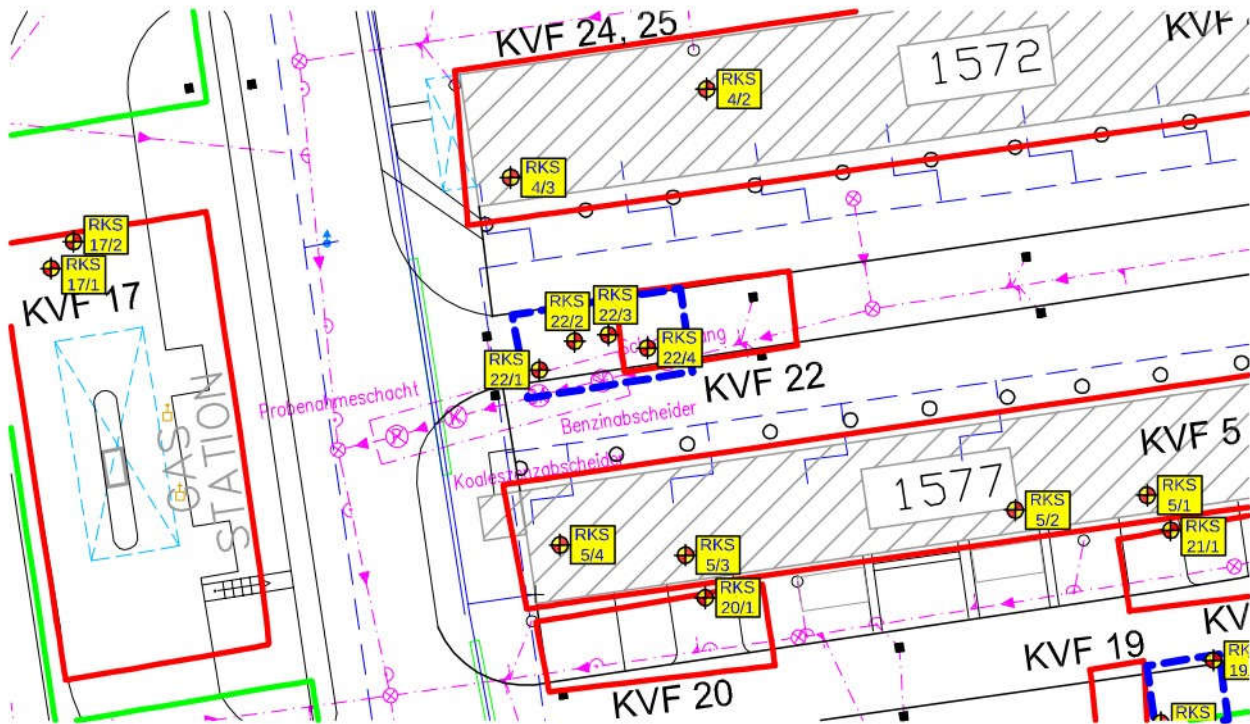 KVF 24, 25
1572
KVF
RKS
4/2
RKS
4/3
RKS
17/2
RKS
17/1
KVF 17
RKS
22/2
RKS
22/3
RKS
22/4
RKS
22/1
KVF 22
Probenahmeschacht
Benzinabscheider
Koaleszenzabscheider
GAS
STATION
KVF 5
1577
RKS
5/1
RKS
5/2
RKS
21/1
RKS
5/4
RKS
5/3
RKS
20/1
KVF 20
KVF 19